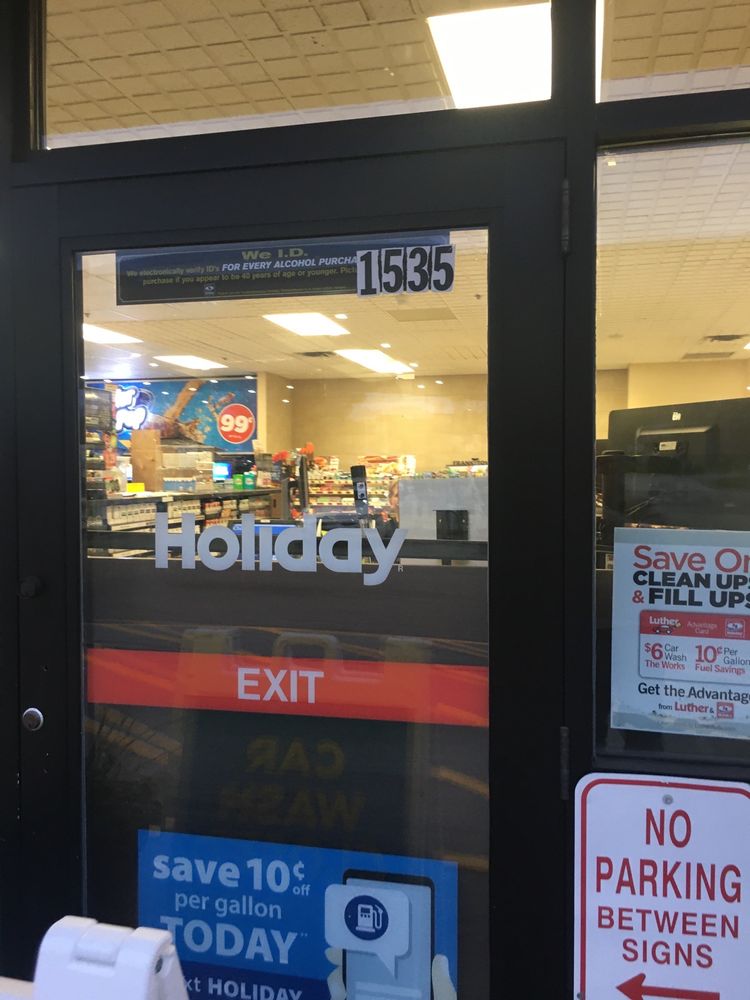 We I.D.
We electronically verify ID's FOR EVERY ALCOHOL PURCHA
purchase if you appear to be 40 years of age or younger.
1535
99¢
Holiday
EXIT
CAR
WASH
save 10¢ off
per gallon
TODAY
xt HOLIDAY
Save On
CLEAN UPS
& FILL UPS
Luther
Advantage
Card
$6 Car Wash
The Works
10¢ Per Gallon
Fuel Savings
Get the Advantag
from Luther &
NO
PARKING
BETWEEN
SIGNS